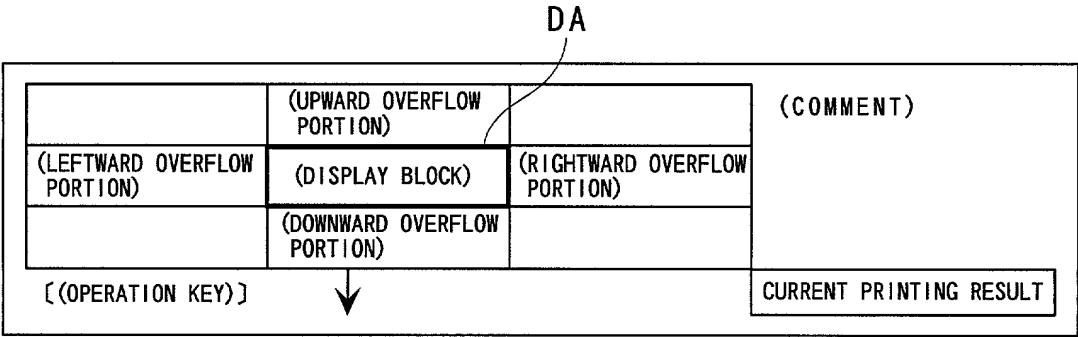 DA
(UPWARD OVERFLOW
PORTION)
(COMMENT)
(LEFTWARD OVERFLOW
PORTION)
(DISPLAY BLOCK)
(RIGHTWARD OVERFLOW
PORTION)
(DOWNWARD OVERFLOW
PORTION)
[(OPERATION KEY)]
CURRENT PRINTING RESULT